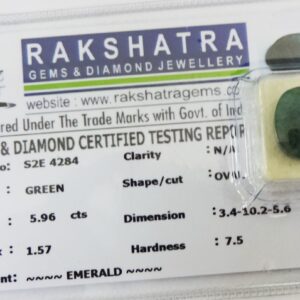 RAKSHATRA
GEMS & DIAMOND JEWELLERY
website : www.rakshatragems.c
red Under The Trade Marks with Govt. of Ind
& DIAMOND CERTIFIED TESTING REPOR
S2E 4284 Clarity N/A
GREEN Shape/cut : OV
5.96 cts Dimension : 3.4-10.2-5.6
1.57 Hardness : 7.5
ent: ~~~~ EMERALD ~~~~